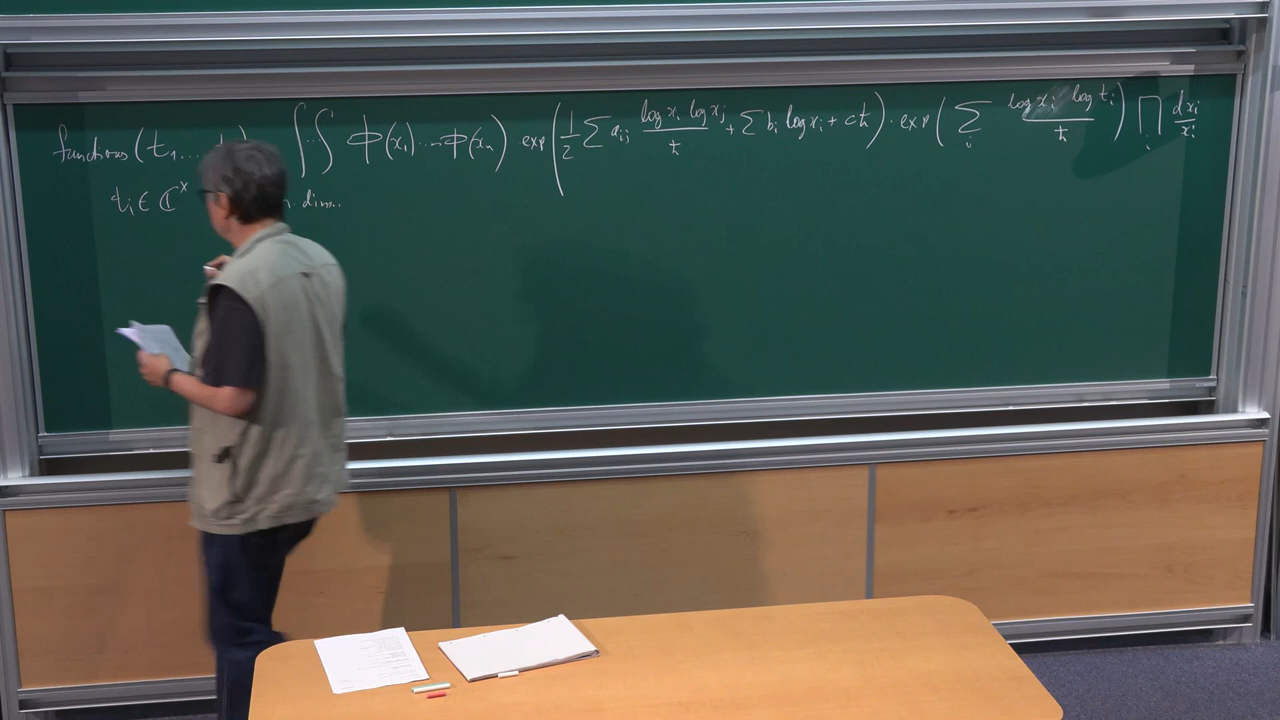 functions (t₁ ... ∫∫...∫ Φ(x₁)...Φ(xₙ) exp(1/2 ∑ aᵢⱼ (log xᵢ log xⱼ)/ħ + ∑ bᵢ log xᵢ + cħ) · exp(∑ᵢ (log xᵢ log tᵢ)/ħ) ∏ᵢ dxᵢ/xᵢ
tᵢ ∈ ℂˣ dim..